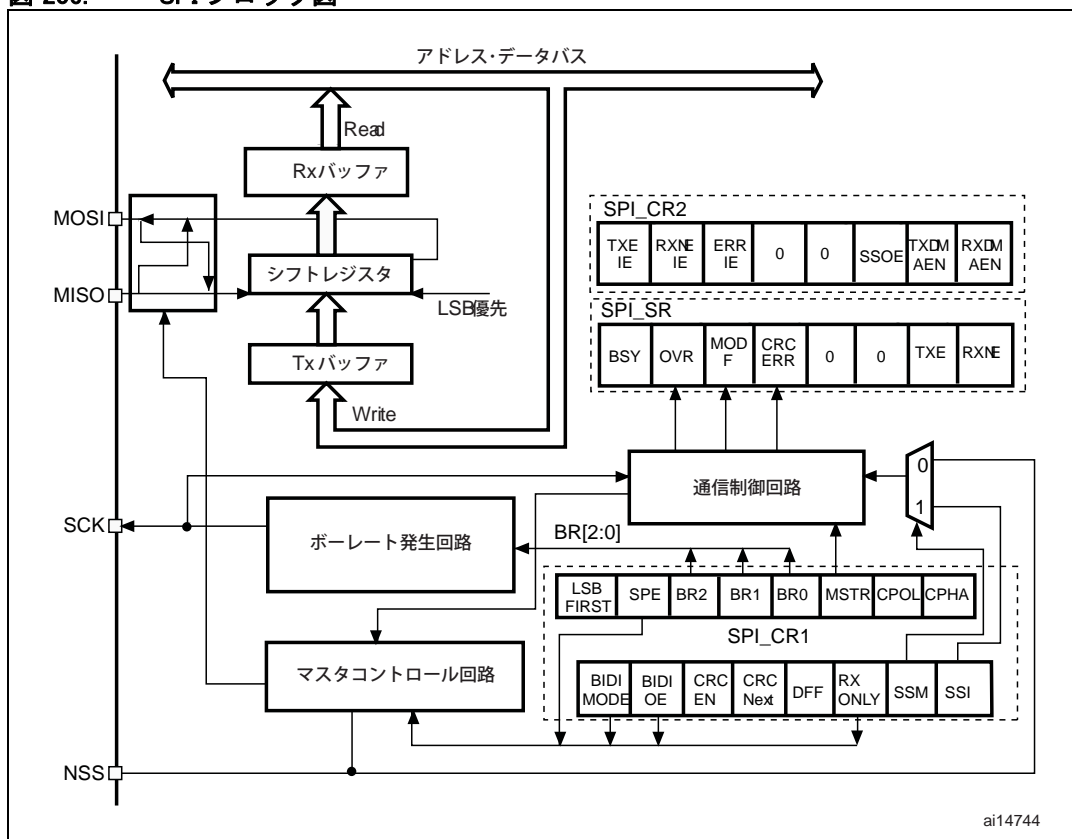 アドレス・データバス
Read
Rxバッファ
MOSI
シフトレジスタ
MISO
LSB優先
Txバッファ
Write
SPI_CR2
TXE IE
RXNE IE
ERR IE
0
0
SSOE
TXDM AEN
RXDM AEN
SPI_SR
BSY
OVR
MOD F
CRC ERR
0
0
TXE
RXNE
通信制御回路
0
1
SCK
ボーレート発生回路
BR[2:0]
LSB FIRST
SPE
BR2
BR1
BR0
MSTR
CPOL
CPHA
SPI_CR1
マスタコントロール回路
BIDI MODE
BIDI OE
CRC EN
CRC Next
DFF
RX ONLY
SSM
SSI
NSS
ai14744